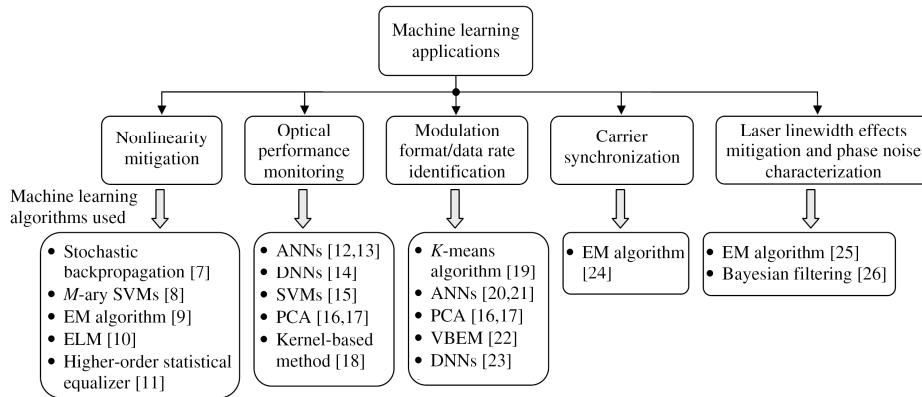 Machine learning
applications
Nonlinearity
mitigation
Optical
performance
monitoring
Modulation
format/data rate
identification
Carrier
synchronization
Laser linewidth effects
mitigation and phase noise
characterization
Machine learning
algorithms used
• Stochastic
backpropagation [7]
• M-ary SVMs [8]
• EM algorithm [9]
• ELM [10]
• Higher-order statistical
equalizer [11]
• ANNs [12,13]
• DNNs [14]
• SVMs [15]
• PCA [16,17]
• Kernel-based
method [18]
• K-means
algorithm [19]
• ANNs [20,21]
• PCA [16,17]
• VBEM [22]
• DNNs [23]
• EM algorithm
[24]
• EM algorithm [25]
• Bayesian filtering [26]